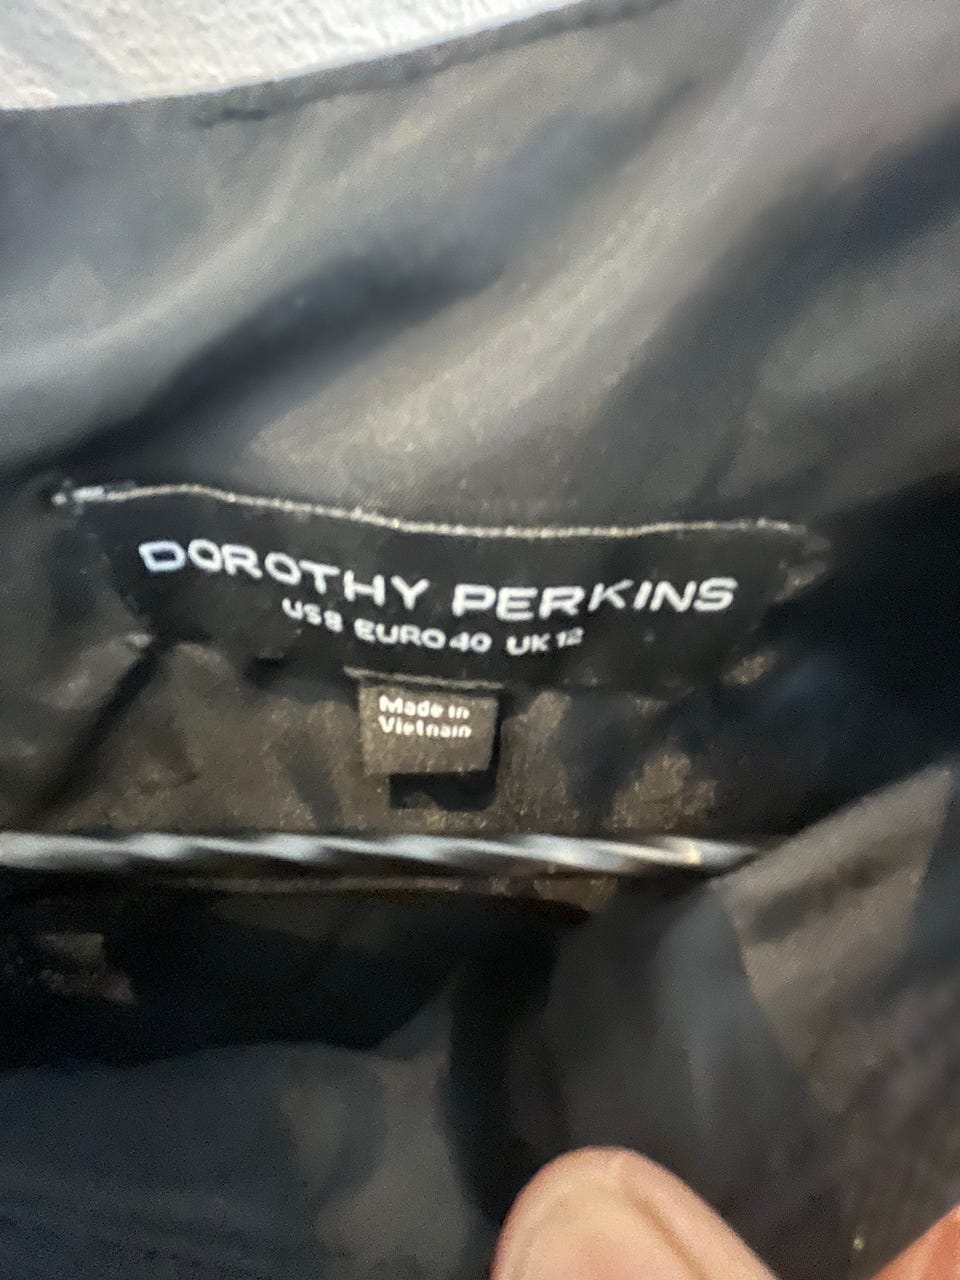 DOROTHY PERKINS
US8 EURO40 UK12
Made in
Vietnam